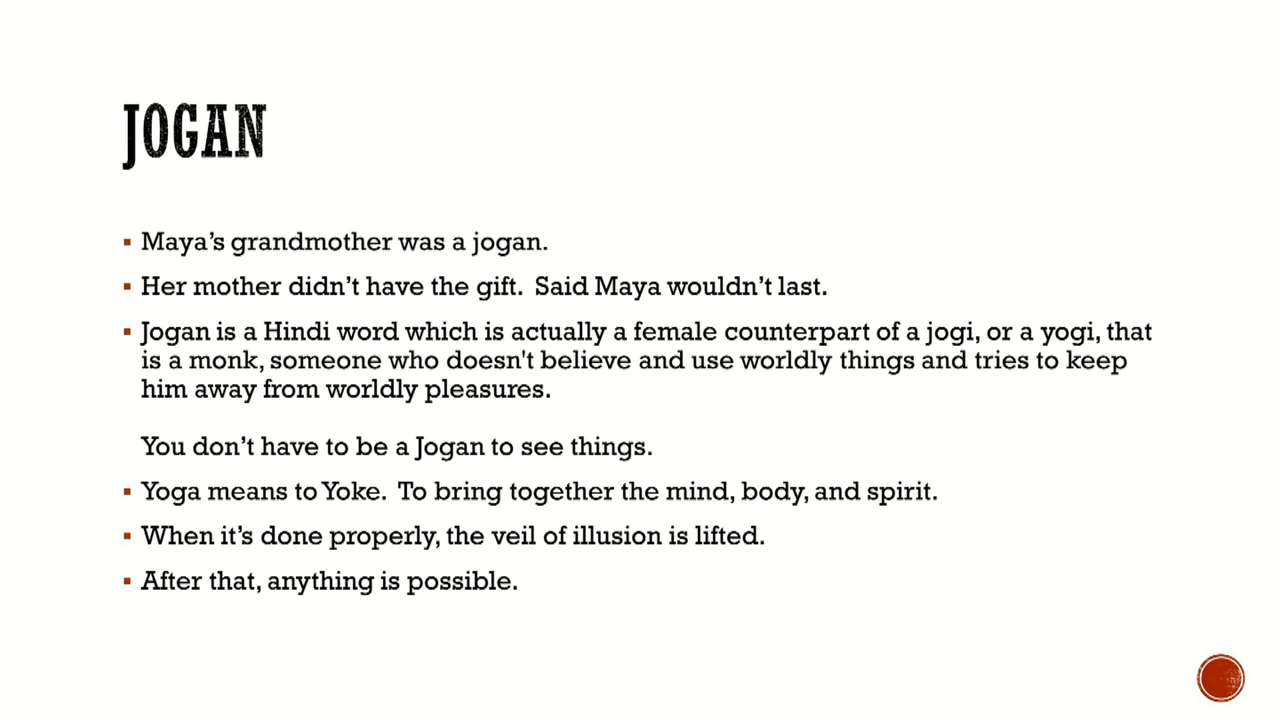 JOGAN
Maya’s grandmother was a jogan.
Her mother didn’t have the gift.  Said Maya wouldn’t last.
Jogan is a Hindi word which is actually a female counterpart of a jogi, or a yogi, that
is a monk, someone who doesn't believe and use worldly things and tries to keep
him away from worldly pleasures.
You don’t have to be a Jogan to see things.
Yoga means to Yoke.  To bring together the mind, body, and spirit.
When it’s done properly, the veil of illusion is lifted.
After that, anything is possible.